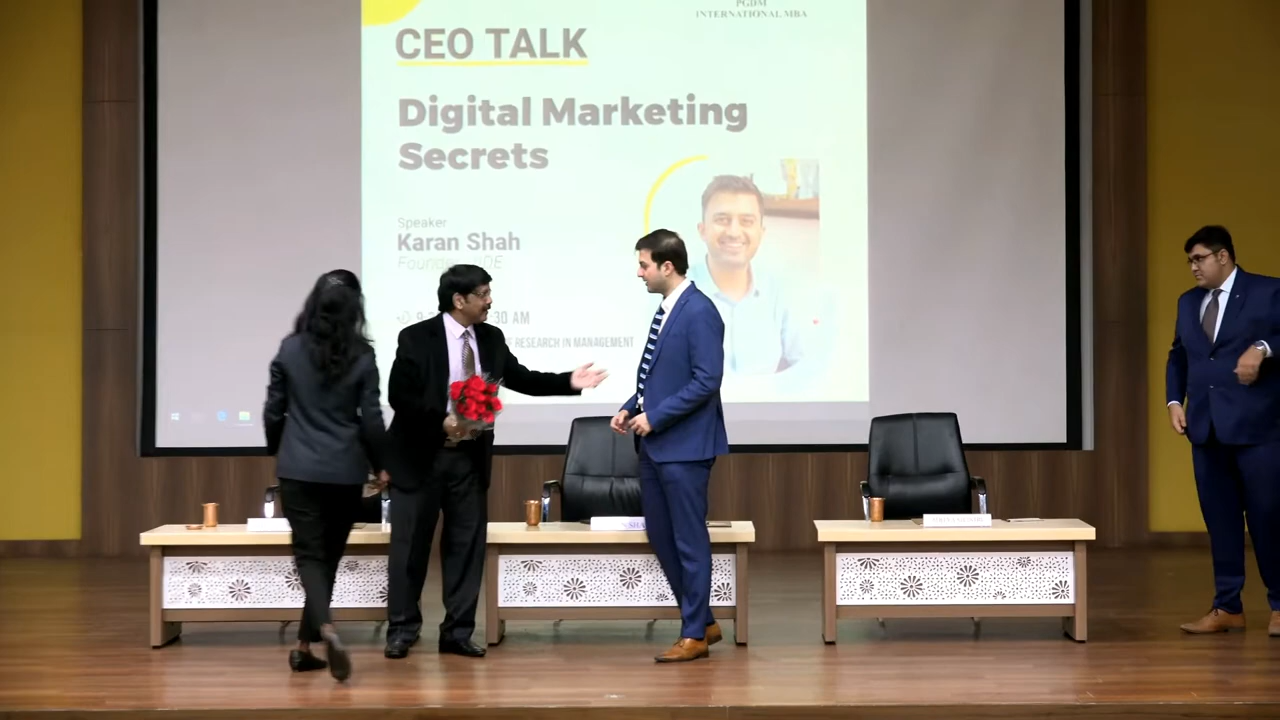 PGDM
INTERNATIONAL MBA
CEO TALK
Digital Marketing
Secrets
Speaker
Karan Shah
:30 AM
RESEARCH IN MANAGEMENT